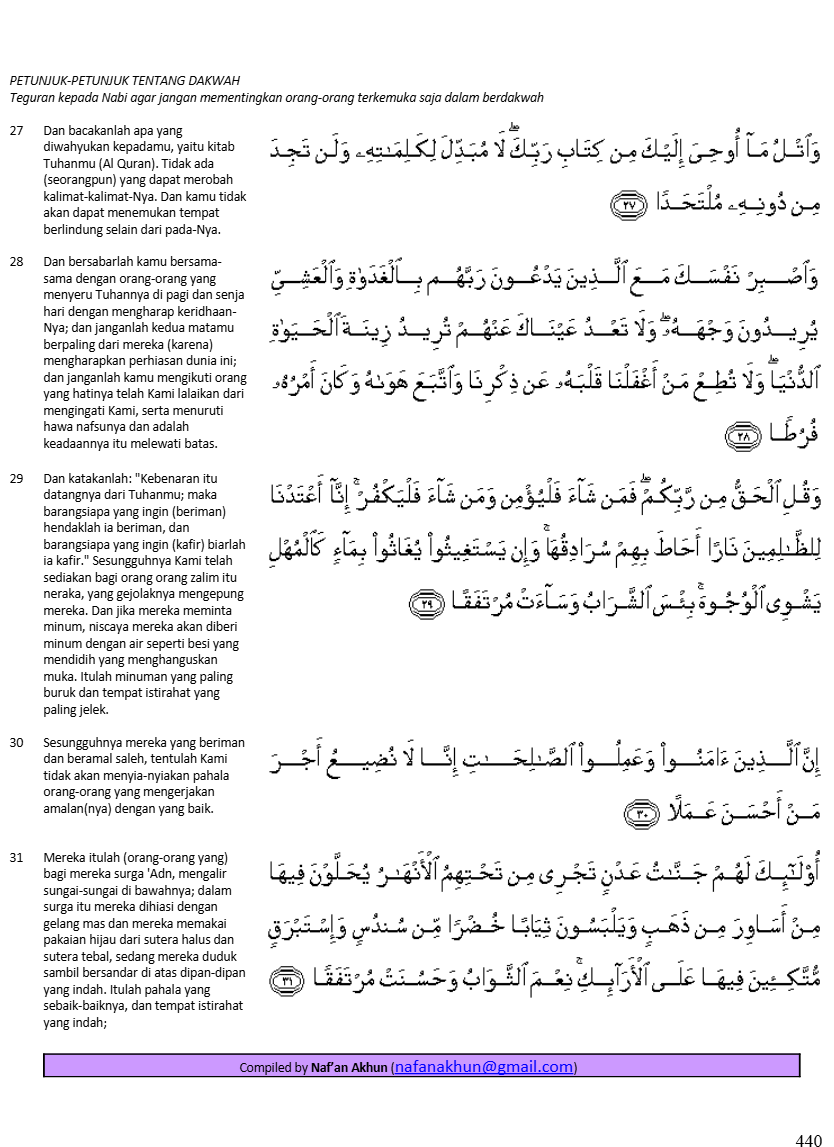 PETUNJUK-PETUNJUK TENTANG DAKWAH
Teguran kepada Nabi agar jangan mementingkan orang-orang terkemuka saja dalam berdakwah
27 Dan bacakanlah apa yang
diwahyukan kepadamu, yaitu kitab
Tuhanmu (Al Quran). Tidak ada
(seorangpun) yang dapat merobah
kalimat-kalimat-Nya. Dan kamu tidak
akan dapat menemukan tempat
berlindung selain dari pada-Nya.
وَٱتْلُ مَآ أُوحِىَ إِلَيْكَ مِن كِتَابِ رَبِّكَ ۖ لَا مُبَدِّلَ لِكَلِمَـٰتِهِۦ وَلَن تَجِدَ
مِن دُونِهِۦ مُلْتَحَدًا ٢٧
28 Dan bersabarlah kamu bersama-
sama dengan orang-orang yang
menyeru Tuhannya di pagi dan senja
hari dengan mengharap keridhaan-
Nya; dan janganlah kedua matamu
berpaling dari mereka (karena)
mengharapkan perhiasan dunia ini;
dan janganlah kamu mengikuti orang
yang hatinya telah Kami lalaikan dari
mengingati Kami, serta menuruti
hawa nafsunya dan adalah
keadaannya itu melewati batas.
وَٱصْبِرْ نَفْسَكَ مَعَ ٱلَّذِينَ يَدْعُونَ رَبَّهُم بِٱلْغَدَوٰةِ وَٱلْعَشِىِّ
يُرِيدُونَ وَجْهَهُۥ ۖ وَلَا تَعْدُ عَيْنَاكَ عَنْهُمْ تُرِيدُ زِينَةَ ٱلْحَيَوٰةِ
ٱلدُّنْيَا ۖ وَلَا تُطِعْ مَنْ أَغْفَلْنَا قَلْبَهُۥ عَن ذِكْرِنَا وَٱتَّبَعَ هَوَىٰهُ وَكَانَ أَمْرُهُۥ
فُرُطًا ٢٨
29 Dan katakanlah: "Kebenaran itu
datangnya dari Tuhanmu; maka
barangsiapa yang ingin (beriman)
hendaklah ia beriman, dan
barangsiapa yang ingin (kafir) biarlah
ia kafir." Sesungguhnya Kami telah
sediakan bagi orang orang zalim itu
neraka, yang gejolaknya mengepung
mereka. Dan jika mereka meminta
minum, niscaya mereka akan diberi
minum dengan air seperti besi yang
mendidih yang menghanguskan
muka. Itulah minuman yang paling
buruk dan tempat istirahat yang
paling jelek.
وَقُلِ ٱلْحَقُّ مِن رَّبِّكُمْ ۖ فَمَن شَآءَ فَلْيُؤْمِن وَمَن شَآءَ فَلْيَكْفُرْ ۚ إِنَّآ أَعْتَدْنَا
لِلظَّـٰلِمِينَ نَارًا أَحَاطَ بِهِمْ سُرَادِقُهَا ۚ وَإِن يَسْتَغِيثُوا۟ يُغَاثُوا۟ بِمَآءٍ كَٱلْمُهْلِ
يَشْوِى ٱلْوُجُوهَ ۚ بِئْسَ ٱلشَّرَابُ وَسَآءَتْ مُرْتَفَقًا ٢٩
30 Sesungguhnya mereka yang beriman
dan beramal saleh, tentulah Kami
tidak akan menyia-nyiakan pahala
orang-orang yang mengerjakan
amalan(nya) dengan yang baik.
إِنَّ ٱلَّذِينَ ءَامَنُوا۟ وَعَمِلُوا۟ ٱلصَّـٰلِحَـٰتِ إِنَّا لَا نُضِيعُ أَجْرَ
مَنْ أَحْسَنَ عَمَلًا ٣٠
31 Mereka itulah (orang-orang yang)
bagi mereka surga 'Adn, mengalir
sungai-sungai di bawahnya; dalam
surga itu mereka dihiasi dengan
gelang mas dan mereka memakai
pakaian hijau dari sutera halus dan
sutera tebal, sedang mereka duduk
sambil bersandar di atas dipan-dipan
yang indah. Itulah pahala yang
sebaik-baiknya, dan tempat istirahat
yang indah;
أُو۟لَـٰٓئِكَ لَهُمْ جَنَّـٰتُ عَدْنٍ تَجْرِى مِن تَحْتِهِمُ ٱلْأَنْهَـٰرُ يُحَلَّوْنَ فِيهَا
مِنْ أَسَاوِرَ مِن ذَهَبٍ وَيَلْبَسُونَ ثِيَابًا خُضْرًا مِّن سُندُسٍ وَإِسْتَبْرَقٍ
مُّتَّكِـِٔينَ فِيهَا عَلَى ٱلْأَرَآئِكِ ۚ نِعْمَ ٱلثَّوَابُ وَحَسُنَتْ مُرْتَفَقًا ٣١
Compiled by Naf'an Akhun (nafanakhun@gmail.com)
440